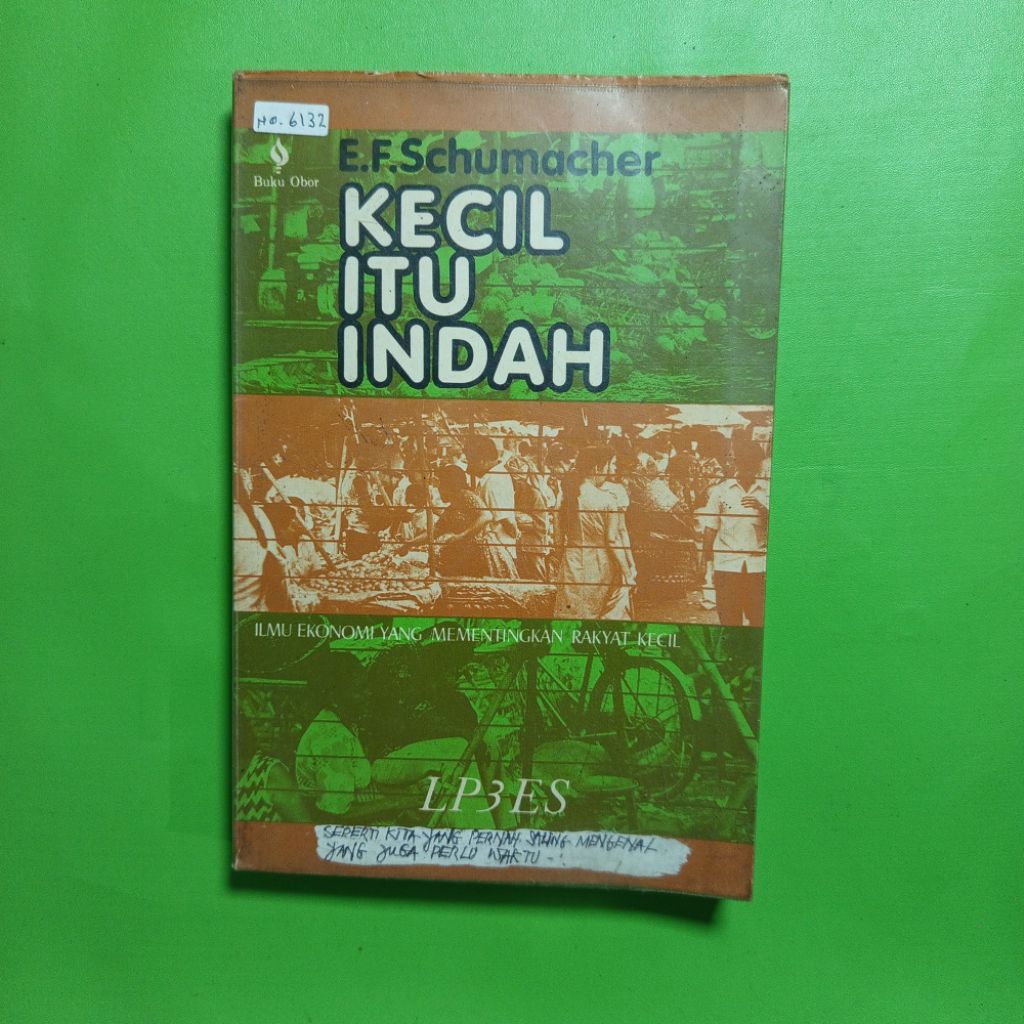 NO. 6132
Buku Obor
E.F.Schumacher
KECIL
ITU
INDAH
ILMU EKONOMI YANG MEMENTINGKAN RAKYAT KECIL
LP3ES
SEPERTI KITA YANG PERNAH SALING MENGENAL
YANG JUGA PERLU WAKTU